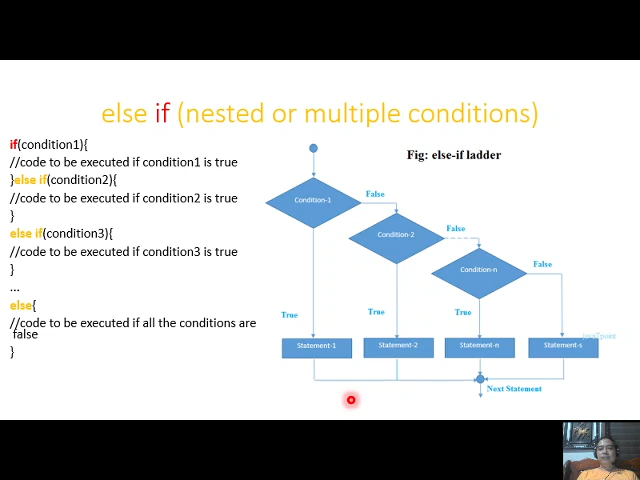 else if (nested or multiple conditions)
if(condition1){
//code to be executed if condition1 is true
}else if(condition2){
//code to be executed if condition2 is true
}
else if(condition3){
//code to be executed if condition3 is true
}
...
else{
//code to be executed if all the conditions are
false
}
Fig: else-if ladder
Condition-1
False
Condition-2
False
Condition-n
False
True
True
True
javaTpoint
Statement-1
Statement-2
Statement-n
Statement-s
Next Statement